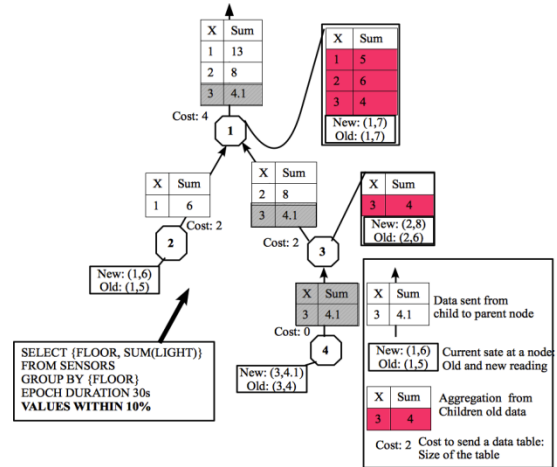 X Sum
1 13
2 8
3 4.1
Cost: 4
1
X Sum
1 5
2 6
3 4
New: (1,7)
Old: (1,7)
X Sum
1 6
Cost: 2
2
New: (1,6)
Old: (1,5)
X Sum
2 8
3 4.1
Cost: 2
3
X Sum
3 4
New: (2,8)
Old: (2,6)
X Sum
3 4.1
Cost: 0
4
New: (3,4.1)
Old: (3,4)
SELECT {FLOOR, SUM(LIGHT)}
FROM SENSORS
GROUP BY {FLOOR}
EPOCH DURATION 30s
VALUES WITHIN 10%
X Sum
3 4.1
Data sent from
child to parent node
New: (1,6)
Old: (1,5)
Current sate at a node:
Old and new reading
X Sum
3 4
Aggregation from
Children old data
Cost: 2 Cost to send a data table:
Size of the table